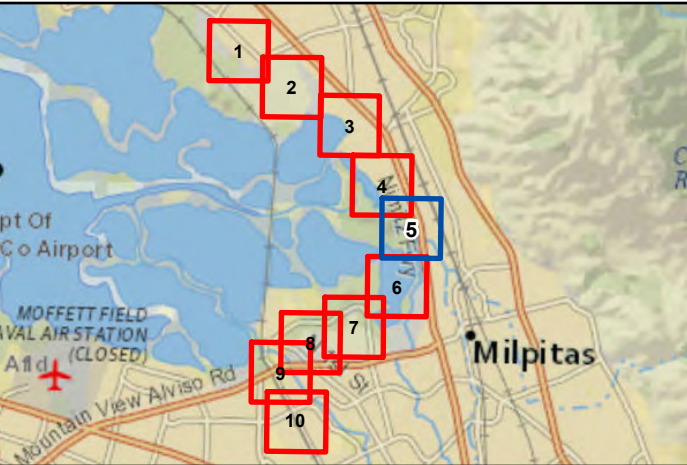 1
2
3
4
5
6
7
8
9
10
pt Of
Co Airport
MOFFETT FIELD
AVAL AIR STATION
(CLOSED)
Afld
Mountain View Alviso Rd
St
Milpitas
C
R